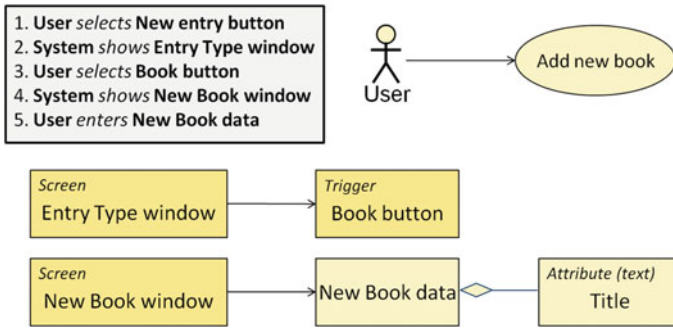 1. User selects New entry button
2. System shows Entry Type window
3. User selects Book button
4. System shows New Book window
5. User enters New Book data
User
Add new book
Screen
Entry Type window
Trigger
Book button
Screen
New Book window
New Book data
Attribute (text)
Title